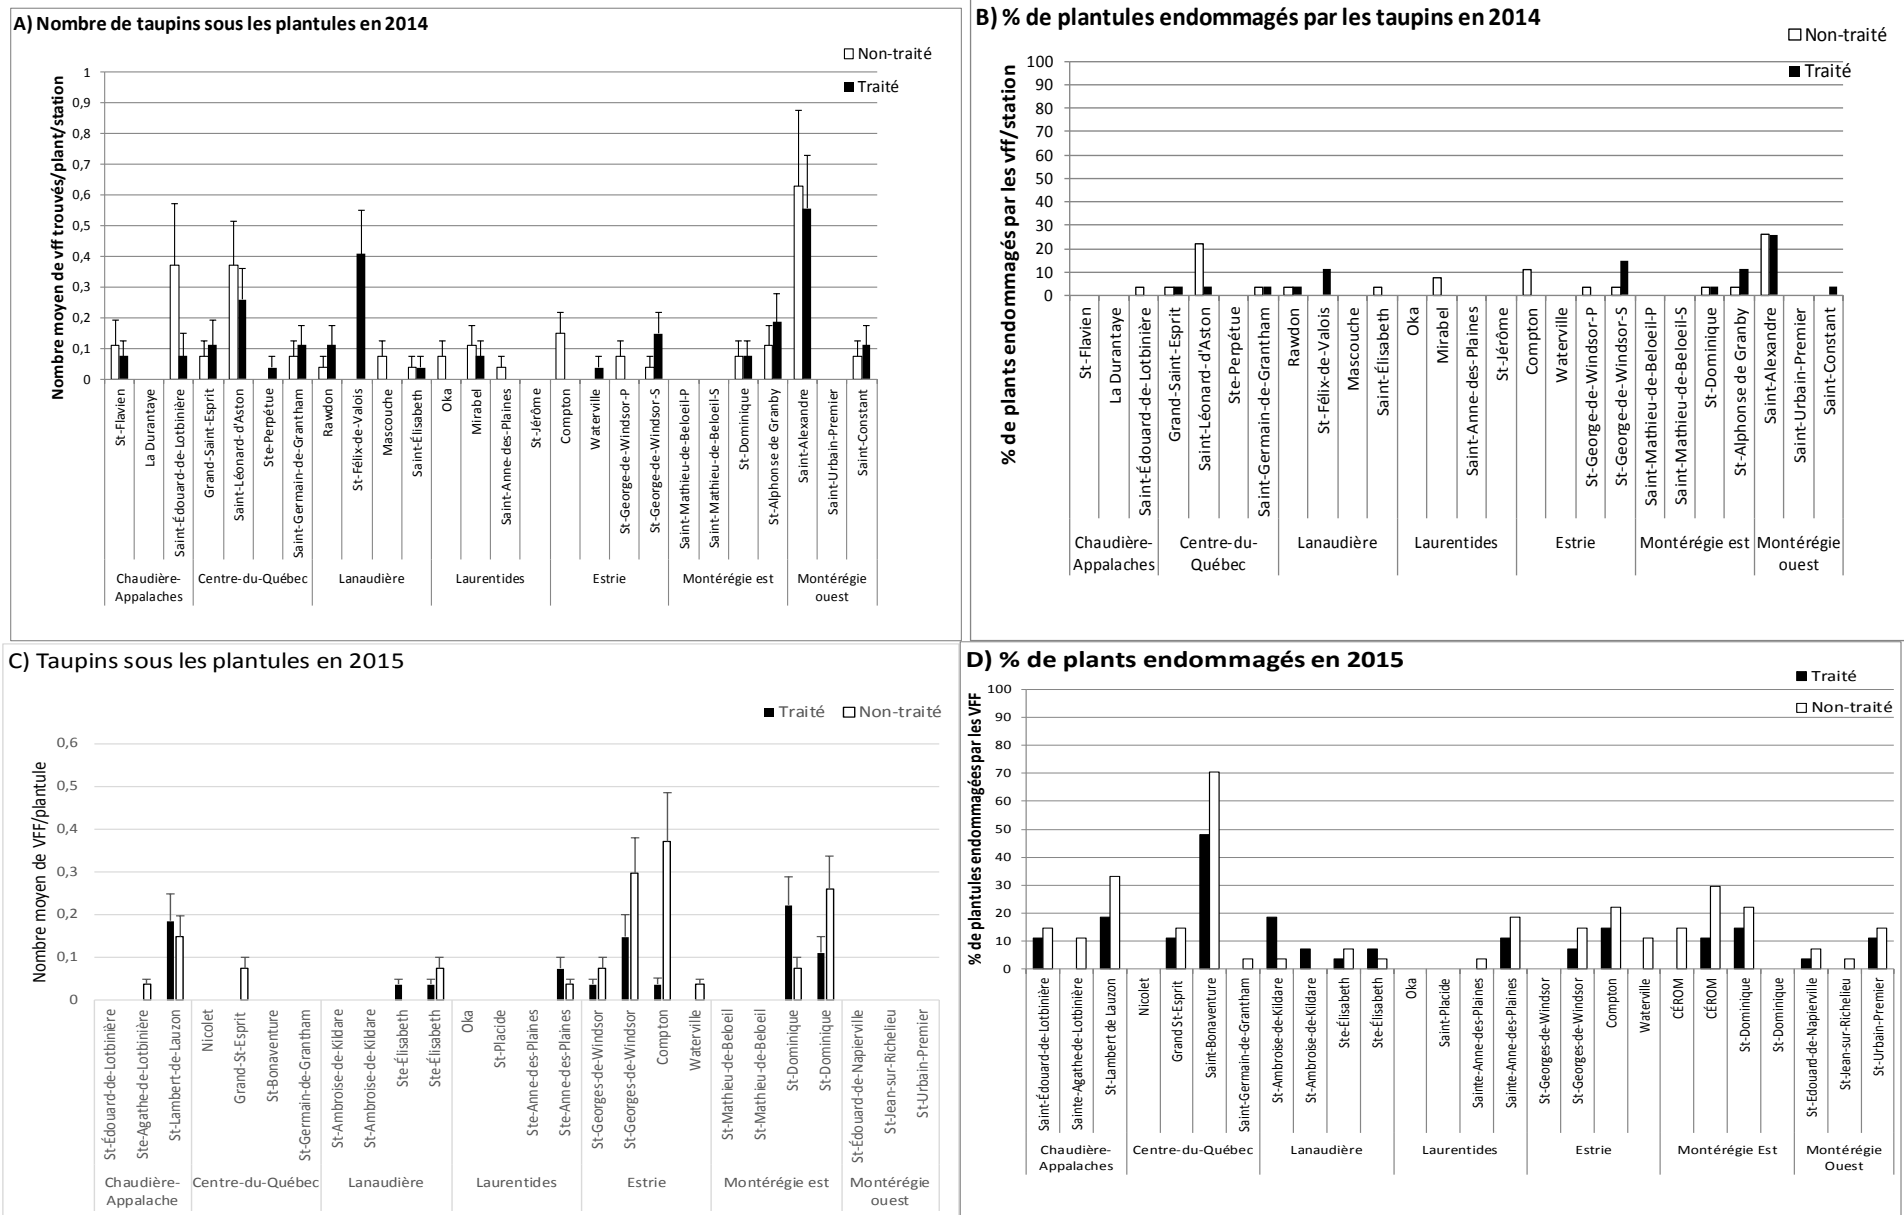 A) Nombre de taupins sous les plantules en 2014
Non-traité
Traité
Nombre moyen de vff trouvés/plant/station
1
0,9
0,8
0,7
0,6
0,5
0,4
0,3
0,2
0,1
0
St-Flavien
La Durantaye
Saint-Édouard-de-Lotbinière
Grand-Saint-Esprit
Saint-Léonard-d'Aston
Ste-Perpétue
Saint-Germain-de-Grantham
Rawdon
St-Félix-de-Valois
Mascouche
Saint-Élisabeth
Oka
Mirabel
Saint-Anne-des-Plaines
St-Jérôme
Compton
Waterville
St-George-de-Windsor-P
St-George-de-Windsor-S
Saint-Mathieu-de-Beloeil-P
Saint-Mathieu-de-Beloeil-S
St-Dominique
St-Alphonse de Granby
Saint-Alexandre
Saint-Urbain-Premier
Saint-Constant
Chaudière-
Appalaches
Centre-du-Québec
Lanaudière
Laurentides
Estrie
Montérégie est
Montérégie
ouest
B) % de plantules endommagés par les taupins en 2014
Non-traité
Traité
% de plants endommagés par les vff/station
100
90
80
70
60
50
40
30
20
10
0
St-Flavien
La Durantaye
Saint-Édouard-de-Lotbinière
Grand-Saint-Esprit
Saint-Léonard-d'Aston
Ste-Perpétue
Saint-Germain-de-Grantham
Rawdon
St-Félix-de-Valois
Mascouche
Saint-Élisabeth
Oka
Mirabel
Saint-Anne-des-Plaines
St-Jérôme
Compton
Waterville
St-George-de-Windsor-P
St-George-de-Windsor-S
Saint-Mathieu-de-Beloeil-P
Saint-Mathieu-de-Beloeil-S
St-Dominique
St-Alphonse de Granby
Saint-Alexandre
Saint-Urbain-Premier
Saint-Constant
Chaudière-
Appalaches
Centre-du-
Québec
Lanaudière
Laurentides
Estrie
Montérégie est
Montérégie
ouest
C) Taupins sous les plantules en 2015
Traité
Non-traité
Nombre moyen de VFF/plantule
0,6
0,5
0,4
0,3
0,2
0,1
0
St-Édouard-de-Lotbinière
Ste-Agathe-de-Lotbinière
St-Lambert-de-Lauzon
Nicolet
Grand-St-Esprit
St-Bonaventure
St-Germain-de-Grantham
St-Ambroise-de-Kildare
St-Ambroise-de-Kildare
Ste-Élisabeth
Ste-Élisabeth
Oka
St-Placide
Ste-Anne-des-Plaines
Ste-Anne-des-Plaines
St-Georges-de-Windsor
St-Georges-de-Windsor
Compton
Waterville
St-Mathieu-de-Beboeil
St-Mathieu-de-Beboeil
St-Dominique
St-Dominique
St-Édouard-de-Napierville
St-Jean-sur-Richelieu
St-Urbain-Premier
Chaudière-
Appalache
Centre-du-Québec
Lanaudière
Laurentides
Estrie
Montérégie est
Montérégie
ouest
D) % de plants endommagés en 2015
Traité
Non-traité
% de plantules endommagées par les VFF
100
90
80
70
60
50
40
30
20
10
0
Saint-Édouard-de-Lotbinière
Sainte-Agathe-de-Lotbinière
St-Lambert de Lauzon
Nicolet
Grand St-Esprit
Saint-Bonaventure
Saint-Germain-de-Grantham
St-Ambroise-de-Kildare
St-Ambroise-de-Kildare
Ste-Élisabeth
Ste-Élisabeth
Oka
Saint-Placide
Sainte-Anne-des-Plaines
Sainte-Anne-des-Plaines
St-Georges-de-Windsor
St-Georges-de-Windsor
Compton
Waterville
CÉROM
CÉROM
St-Dominique
St-Dominique
St-Edouard-de-Napierville
St-Jean-sur-Richelieu
St-Urbain-Premier
Chaudière-
Appalaches
Centre-du-Québec
Lanaudière
Laurentides
Estrie
Montérégie Est
Montérégie
Ouest